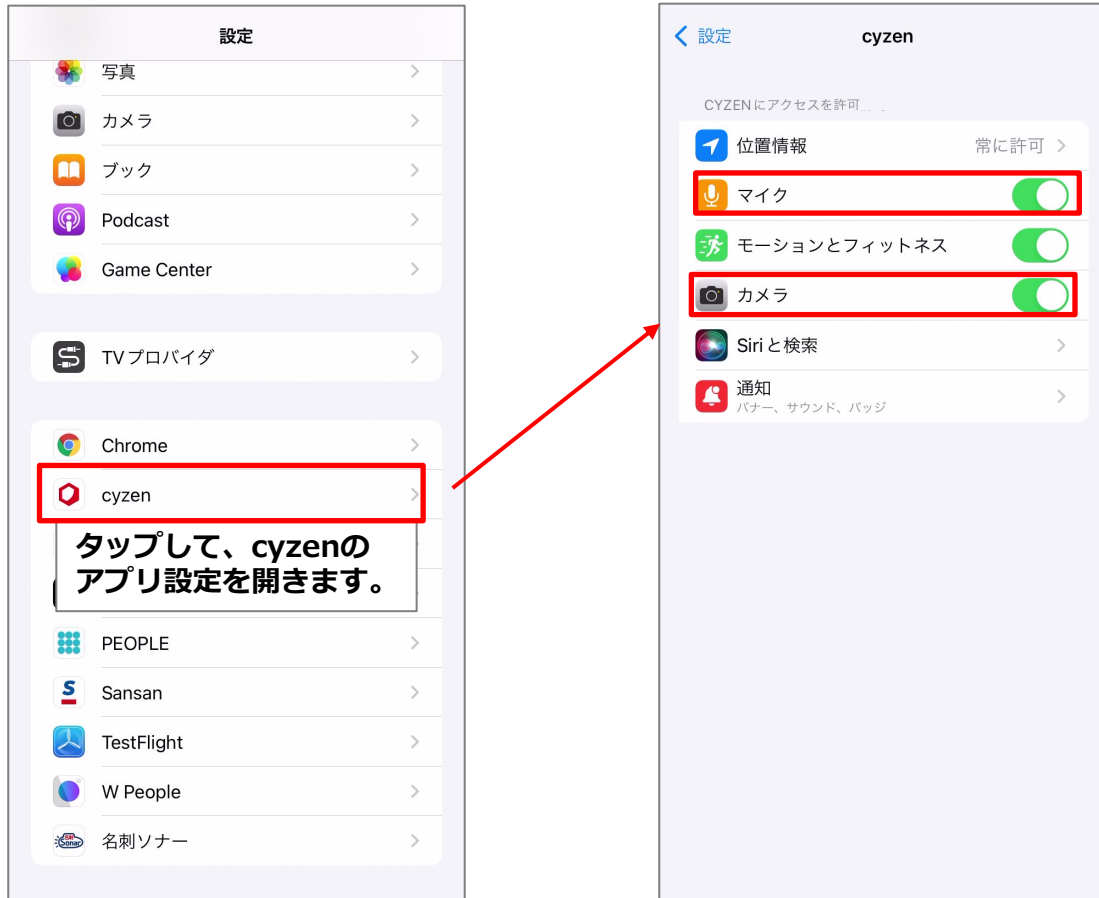 設定
写真
カメラ
ブック
Podcast
Game Center
TVプロバイダ
Chrome
cyzen
タップして、cyzenの
アプリ設定を開きます。
PEOPLE
Sansan
TestFlight
W People
名刺ソナー
設定
cyzen
CYZENにアクセスを許可
位置情報
常に許可
マイク
モーションとフィットネス
カメラ
Siriと検索
通知
バナー、サウンド、バッジ